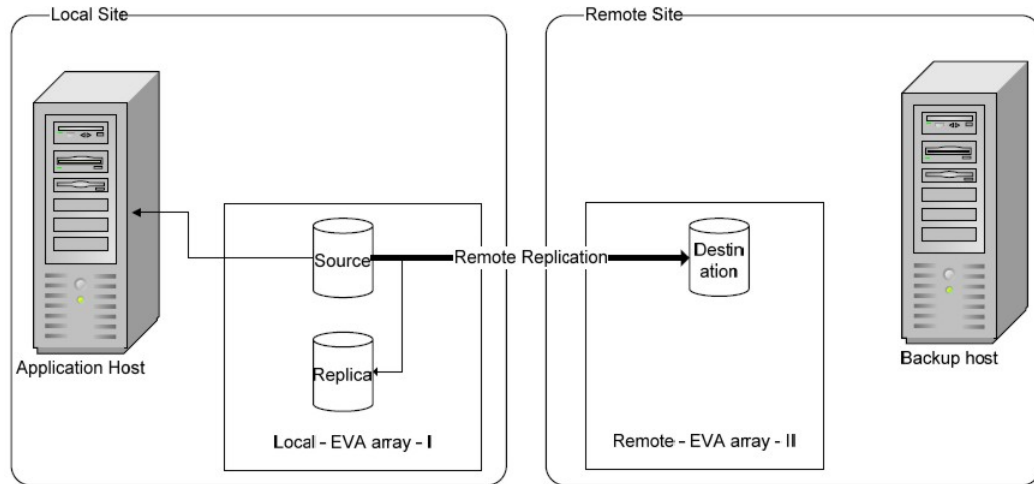 Local Site
Remote Site
Source
Remote Replication
Destin
ation
Application Host
Replica
Backup host
Local - EVA array - I
Remote - EVA array - II